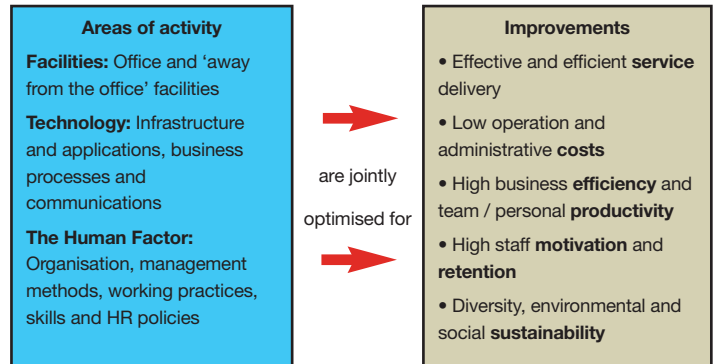 Areas of activity
Facilities: Office and ‘away
from the office’ facilities
Technology: Infrastructure
and applications, business
processes and
communications
The Human Factor:
Organisation, management
methods, working practices,
skills and HR policies
are jointly
optimised for
Improvements
• Effective and efficient service
delivery
• Low operation and
administrative costs
• High business efficiency and
team / personal productivity
• High staff motivation and
retention
• Diversity, environmental and
social sustainability